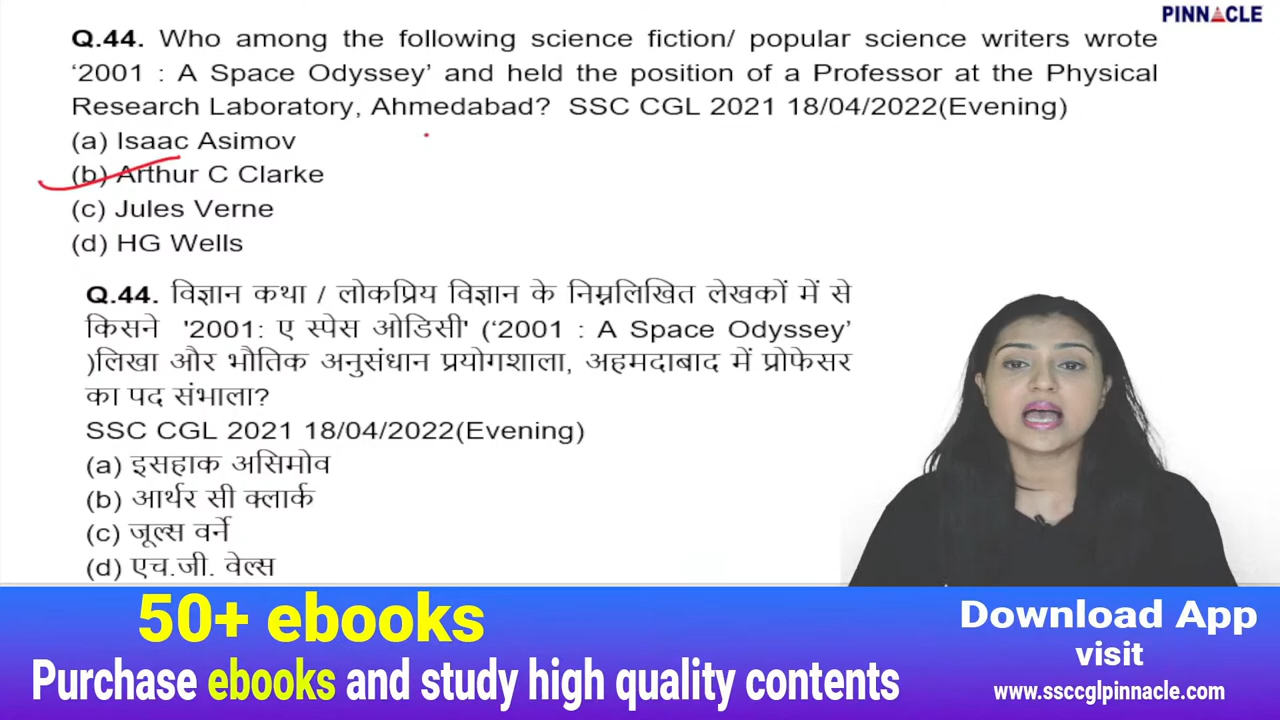 PINNACLE
Q.44. Who among the following science fiction/ popular science writers wrote
‘2001 : A Space Odyssey’ and held the position of a Professor at the Physical
Research Laboratory, Ahmedabad? SSC CGL 2021 18/04/2022(Evening)
(a) Isaac Asimov
(b) Arthur C Clarke
(c) Jules Verne
(d) HG Wells
Q.44. विज्ञान कथा / लोकप्रिय विज्ञान के निम्नलिखित लेखकों में से
किसने '2001: ए स्पेस ओडिसी' (‘2001 : A Space Odyssey’
)लिखा और भौतिक अनुसंधान प्रयोगशाला, अहमदाबाद में प्रोफेसर
का पद संभाला?
SSC CGL 2021 18/04/2022(Evening)
(a) इसहाक असिमोव
(b) आर्थर सी क्लार्क
(c) जूल्स वर्ने
(d) एच.जी. वेल्स
50+ ebooks
Purchase ebooks and study high quality contents
Download App
visit
www.ssccglpinnacle.com